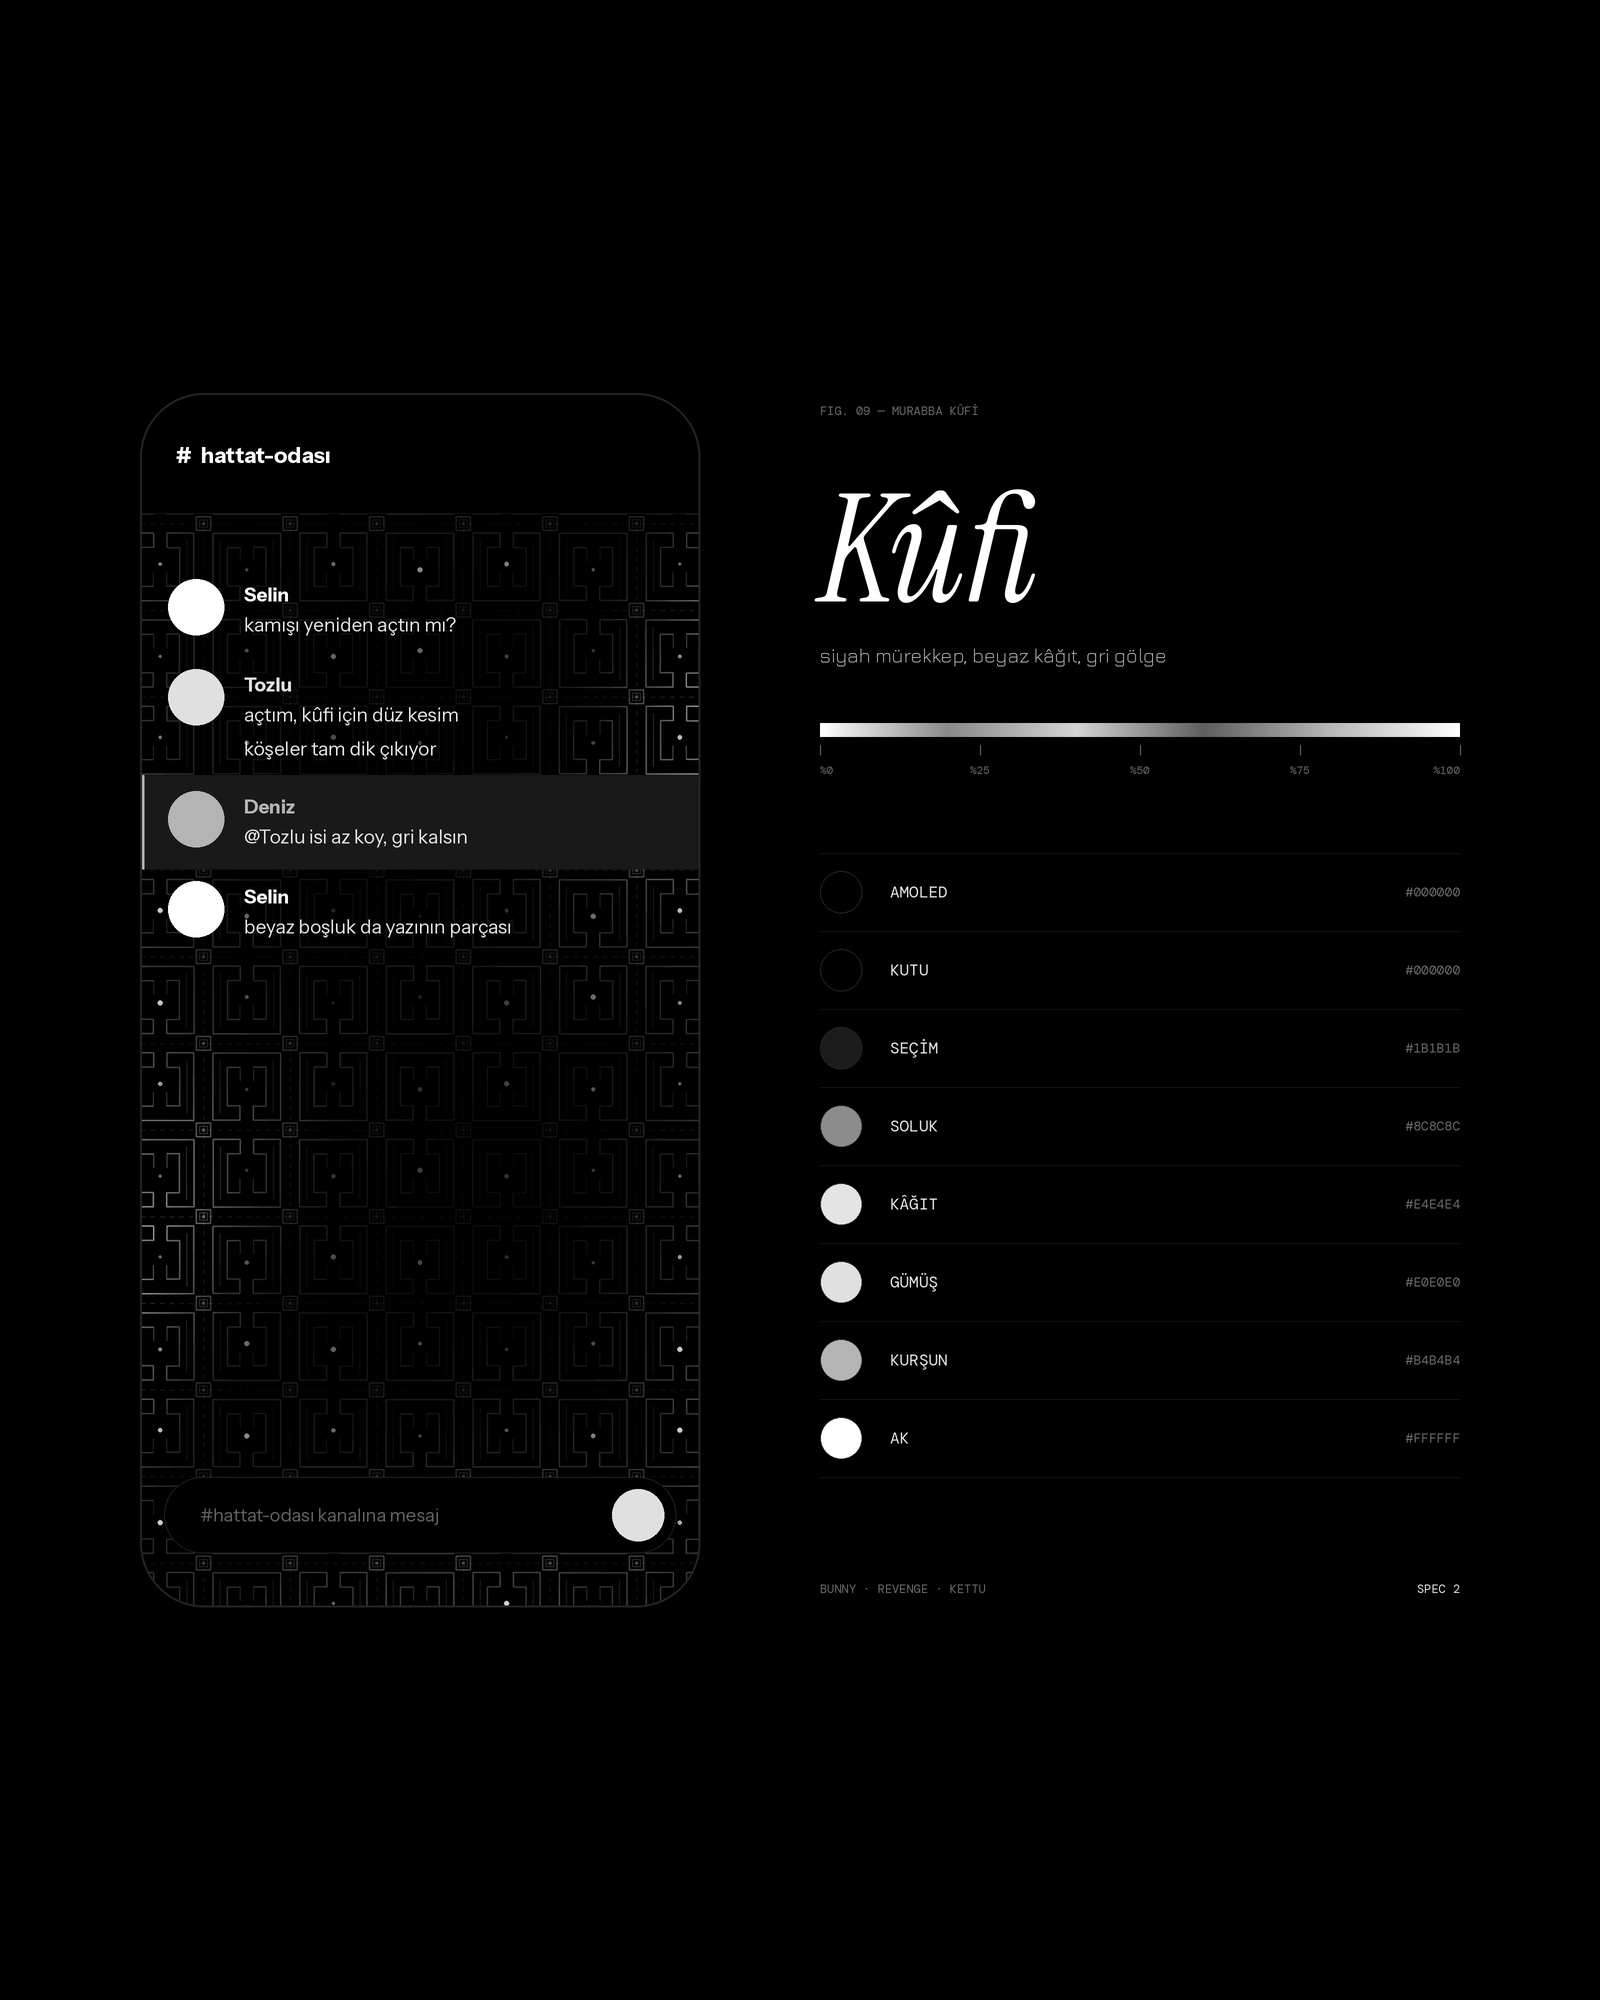 # hattat-odası
Selin
kamışı yeniden açtın mı?
Tozlu
açtım, kûfi için düz kesim
köşeler tam dik çıkıyor
Deniz
@Tozlu isi az koy, gri kalsın
Selin
beyaz boşluk da yazının parçası
#hattat-odası kanalına mesaj
FIG. 09 — MURABBA KÛFİ
Kûfi
siyah mürekkep, beyaz kâğıt, gri gölge
%0 %25 %50 %75 %100
AMOLED #000000
KUTU #000000
SEÇİM #1B1B1B
SOLUK #8C8C8C
KÂĞIT #E4E4E4
GÜMÜŞ #E0E0E0
KURŞUN #B4B4B4
AK #FFFFFF
BUNNY · REVENGE · KETTU SPEC 2